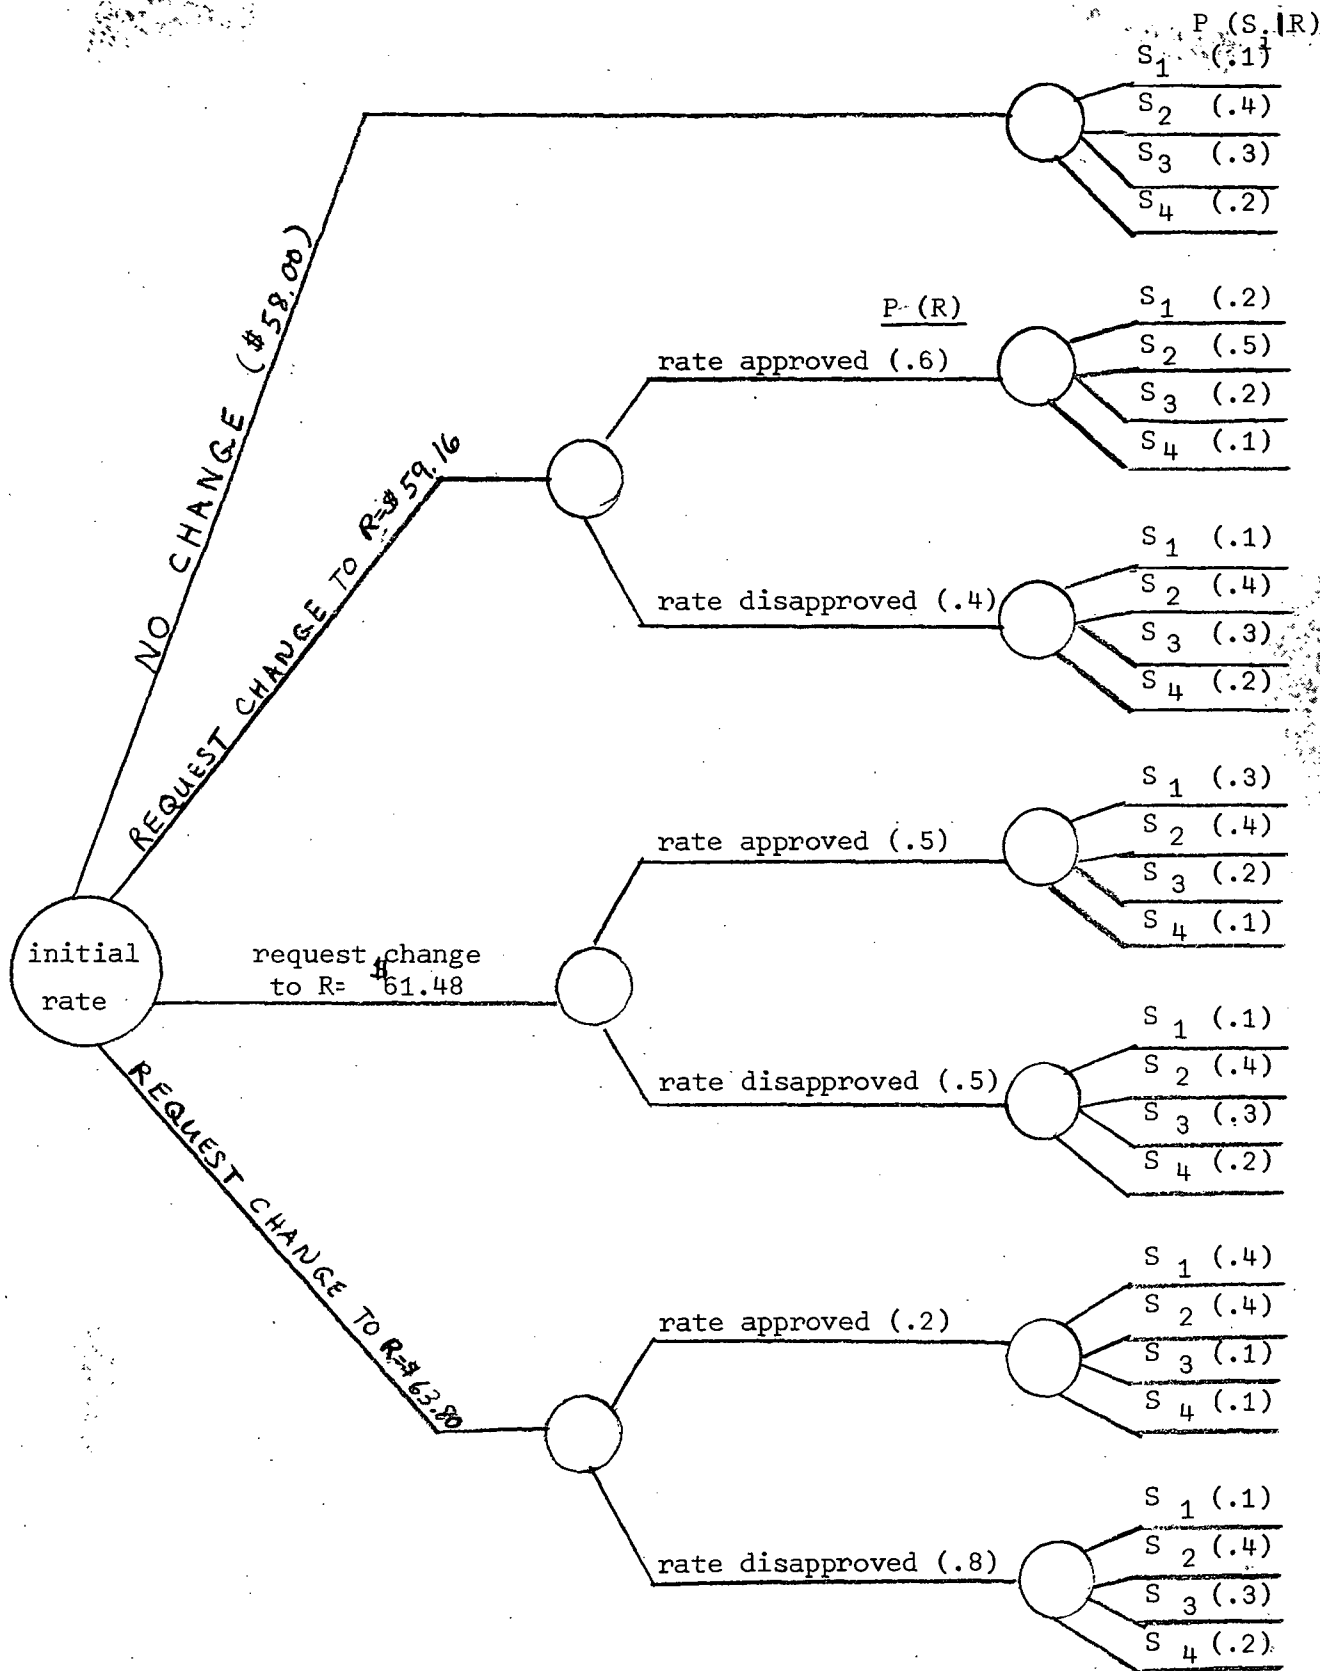 P (Si|R)
S1 (.1)
S2 (.4)
S3 (.3)
S4 (.2)
NO CHANGE ($58.00)
P (R)
S1 (.2)
S2 (.5)
S3 (.2)
S4 (.1)
rate approved (.6)
REQUEST CHANGE TO R=$59.16
S1 (.1)
S2 (.4)
S3 (.3)
S4 (.2)
rate disapproved (.4)
S1 (.3)
S2 (.4)
S3 (.2)
S4 (.1)
rate approved (.5)
initial
rate
request change
to R= $61.48
S1 (.1)
S2 (.4)
S3 (.3)
S4 (.2)
rate disapproved (.5)
REQUEST CHANGE TO R=$63.80
S1 (.4)
S2 (.4)
S3 (.1)
S4 (.1)
rate approved (.2)
S1 (.1)
S2 (.4)
S3 (.3)
S4 (.2)
rate disapproved (.8)